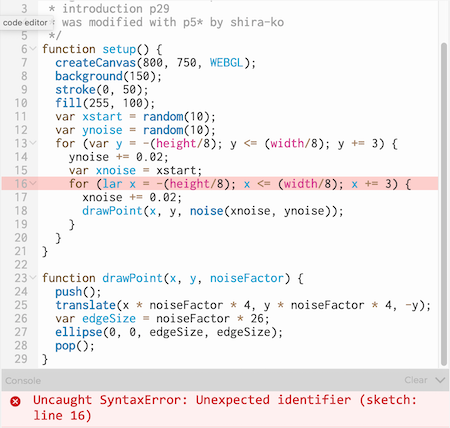 3 * introduction p29
code editor was modified with p5* by shira-ko
5 */
6 function setup() {
7 createCanvas(800, 750, WEBGL);
8 background(150);
9 stroke(0, 50);
10 fill(255, 100);
11 var xstart = random(10);
12 var ynoise = random(10);
13 for (var y = -(height/8); y <= (width/8); y += 3) {
14 ynoise += 0.02;
15 var xnoise = xstart;
16 for (lar x = -(height/8); x <= (width/8); x += 3) {
17 xnoise += 0.02;
18 drawPoint(x, y, noise(xnoise, ynoise));
19 }
20 }
21 }
22
23 function drawPoint(x, y, noiseFactor) {
24 push();
25 translate(x * noiseFactor * 4, y * noiseFactor * 4, -y);
26 var edgeSize = noiseFactor * 26;
27 ellipse(0, 0, edgeSize, edgeSize);
28 pop();
29 }
Console Clear
Uncaught SyntaxError: Unexpected identifier (sketch:
line 16)